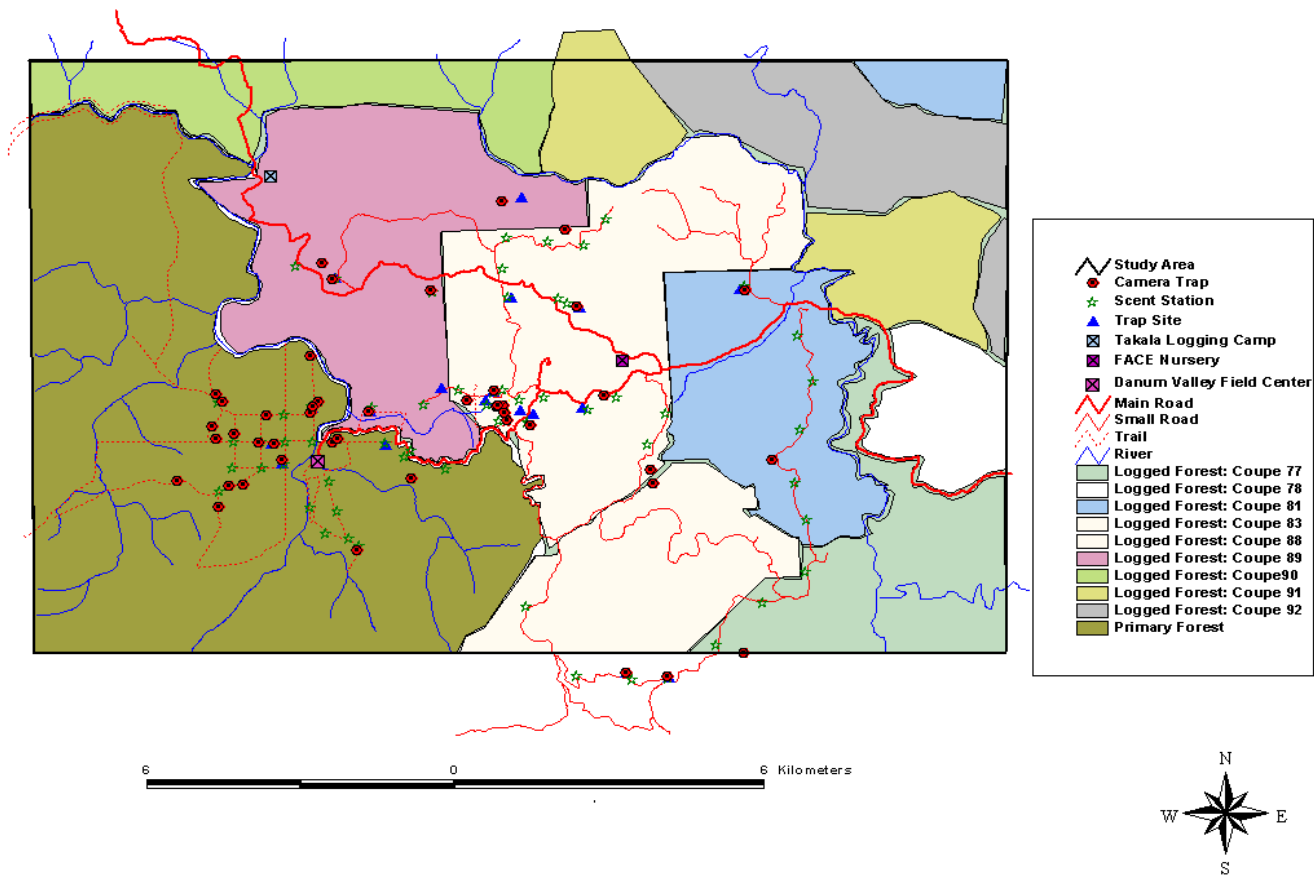 Study Area
Camera Trap
Scent Station
Trap Site
Takala Logging Camp
FACE Nursery
Danum Valley Field Center
Main Road
Small Road
Trail
River
Logged Forest: Coupe 77
Logged Forest: Coupe 78
Logged Forest: Coupe 81
Logged Forest: Coupe 83
Logged Forest: Coupe 88
Logged Forest: Coupe 89
Logged Forest: Coupe90
Logged Forest: Coupe 91
Logged Forest: Coupe 92
Primary Forest
6 0 6 Kilometers
N
W E
S